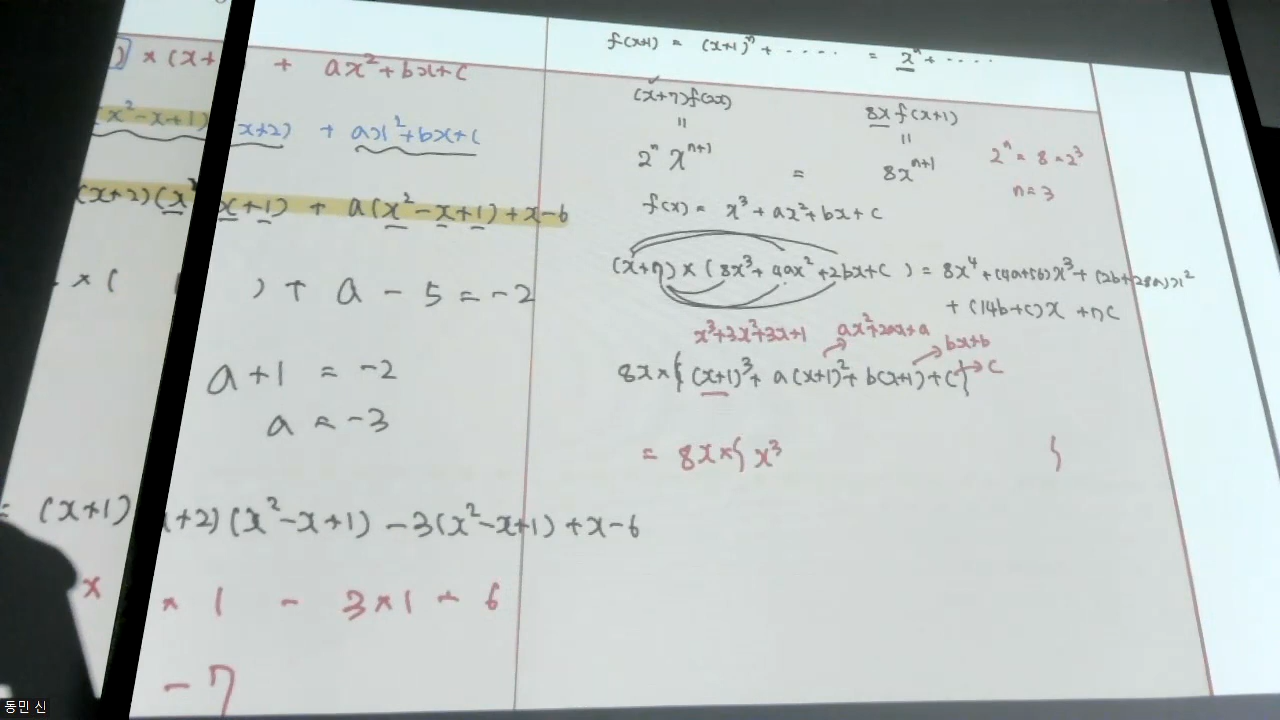 ) × (x+ + ax²+bx+c
(x²-x+1) x+2) + ax²+bx+c
(x+2)(x² x+1) + a(x²-x+1)+x-6
× ( ) + a - 5 = -2
a+1 = -2
a = -3
= (x+1) x+2)(x²-x+1) -3(x²-x+1) +x-6
× × 1 - 3×1 - 6
-7
f(x+1) = (x+1)ⁿ + ····· = xⁿ + ····
(x+7)f(2x) 8x f(x+1)
= =
2ⁿ xⁿ⁺¹ = 8xⁿ⁺¹ 2ⁿ = 8 = 2³
n = 3
f(x) = x³ + ax² + bx + c
(x+7) × (8x³ + 4ax² + 2bx + c) = 8x⁴ + (4a+56)x³ + (2b+28a)x²
+ (14b+c)x + 7c
x³+3x²+3x+1 ax²+2ax+a bx+b
8x×{ (x+1)³ + a(x+1)² + b(x+1) + c } → c
= 8x×{ x³ }
동민 신